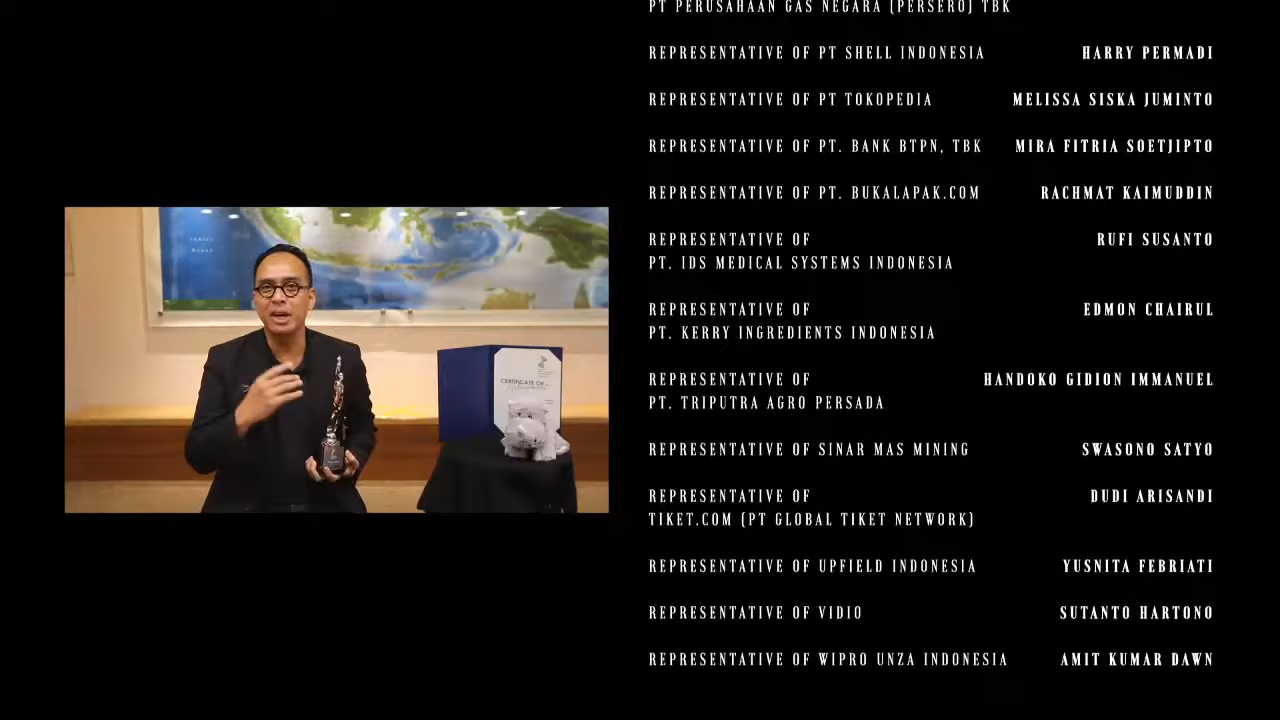 PT PERUSAHAAN GAS NEGARA (PERSERO) TBK
REPRESENTATIVE OF PT SHELL INDONESIA HARRY PERMADI
REPRESENTATIVE OF PT TOKOPEDIA MELISSA SISKA JUMINTO
REPRESENTATIVE OF PT. BANK BTPN, TBK MIRA FITRIA SOETJIPTO
REPRESENTATIVE OF PT. BUKALAPAK.COM RACHMAT KAIMUDDIN
REPRESENTATIVE OF RUFI SUSANTO
PT. IDS MEDICAL SYSTEMS INDONESIA
REPRESENTATIVE OF EDMON CHAIRUL
PT. KERRY INGREDIENTS INDONESIA
REPRESENTATIVE OF HANDOKO GIDION IMMANUEL
PT. TRIPUTRA AGRO PERSADA
REPRESENTATIVE OF SINAR MAS MINING SWASONO SATYO
REPRESENTATIVE OF DUDI ARISANDI
TIKET.COM (PT GLOBAL TIKET NETWORK)
REPRESENTATIVE OF UPFIELD INDONESIA YUSNITA FEBRIATI
REPRESENTATIVE OF VIDIO SUTANTO HARTONO
REPRESENTATIVE OF WIPRO UNZA INDONESIA AMIT KUMAR DAWN
CERTIFICATE OF